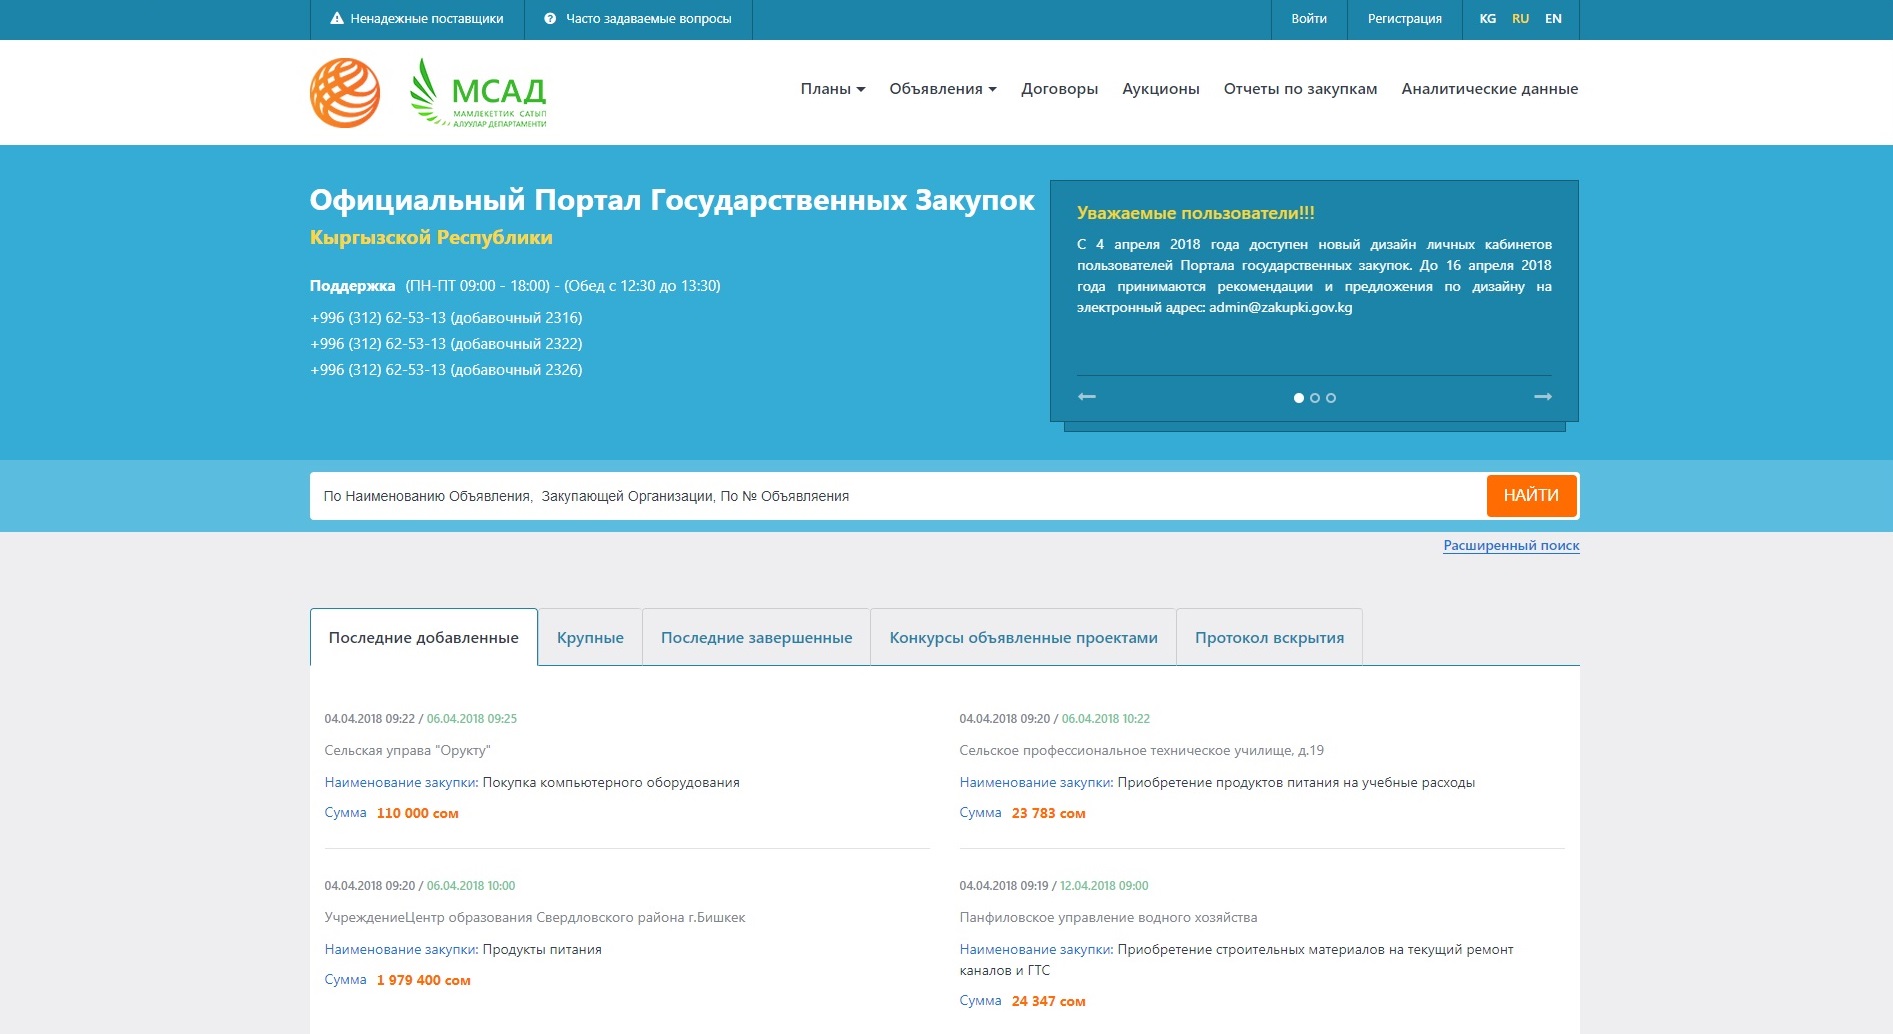 Ненадежные поставщики
Часто задаваемые вопросы
Войти
Регистрация
KG RU EN
МСАД
МАМЛЕКЕТТИК САТЫП
АЛУУЛАР ДЕПАРТАМЕНТИ
Планы
Объявления
Договоры
Аукционы
Отчеты по закупкам
Аналитические данные
Официальный Портал Государственных Закупок
Кыргызской Республики
Поддержка (ПН-ПТ 09:00 - 18:00) - (Обед с 12:30 до 13:30)
+996 (312) 62-53-13 (добавочный 2316)
+996 (312) 62-53-13 (добавочный 2322)
+996 (312) 62-53-13 (добавочный 2326)
Уважаемые пользователи!!!
С 4 апреля 2018 года доступен новый дизайн личных кабинетов
пользователей Портала государственных закупок. До 16 апреля 2018
года принимаются рекомендации и предложения по дизайну на
электронный адрес: admin@zakupki.gov.kg
По Наименованию Объявления, Закупающей Организации, По № Объявляения
НАЙТИ
Расширенный поиск
Последние добавленные
Крупные
Последние завершенные
Конкурсы объявленные проектами
Протокол вскрытия
04.04.2018 09:22 / 06.04.2018 09:25
Сельская управа "Орукту"
Наименование закупки: Покупка компьютерного оборудования
Сумма 110 000 сом
04.04.2018 09:20 / 06.04.2018 10:22
Сельское профессиональное техническое училище, д.19
Наименование закупки: Приобретение продуктов питания на учебные расходы
Сумма 23 783 сом
04.04.2018 09:20 / 06.04.2018 10:00
УчреждениеЦентр образования Свердловского района г.Бишкек
Наименование закупки: Продукты питания
Сумма 1 979 400 сом
04.04.2018 09:19 / 12.04.2018 09:00
Панфиловское управление водного хозяйства
Наименование закупки: Приобретение строительных материалов на текущий ремонт
каналов и ГТС
Сумма 24 347 сом